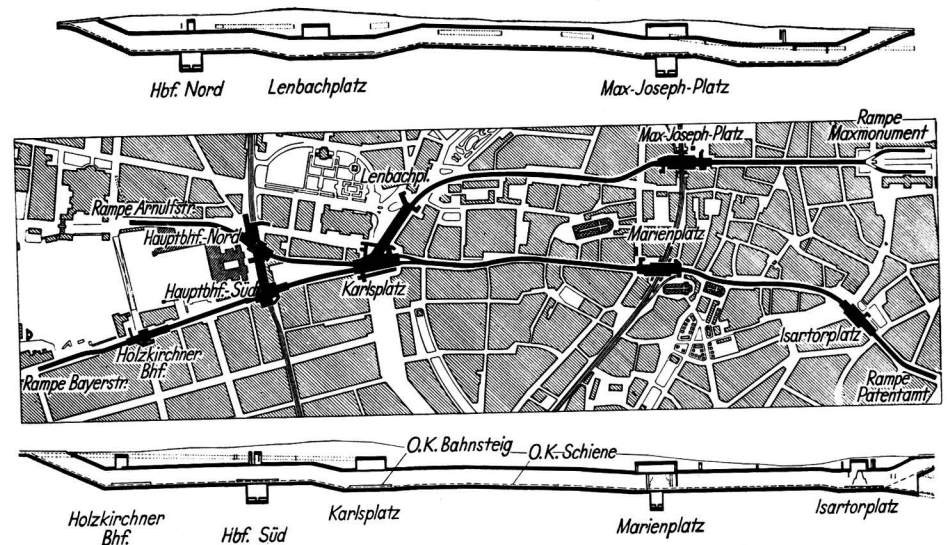 Hbf. Nord
Lenbachplatz
Max-Joseph-Platz
Max-Joseph-Platz
Rampe
Maxmonument
Lenbachpl.
Rampe Arnulfstr.
Hauptbhf.-Nord
Marienplatz
Hauptbhf.-Süd
Karlsplatz
Holzkirchner
Bhf.
Isartorplatz
Rampe Bayerstr.
Rampe
Patentamt
O.K. Bahnsteig
O.K. Schiene
Holzkirchner
Bhf.
Hbf. Süd
Karlsplatz
Marienplatz
Isartorplatz